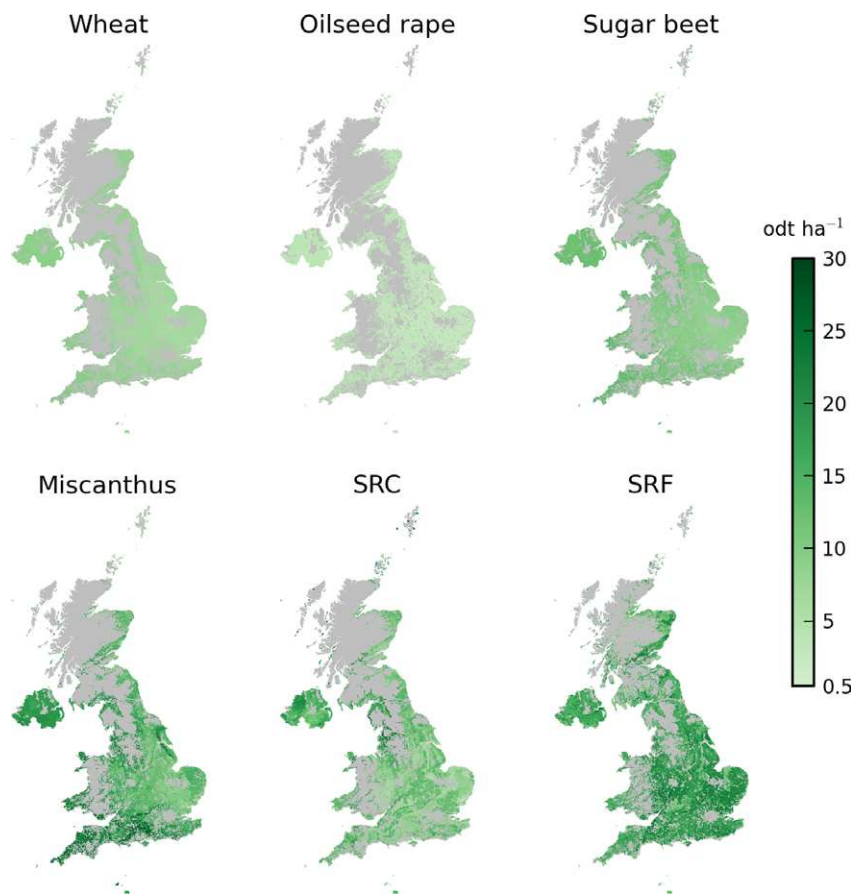 Wheat
Oilseed rape
Sugar beet
odt ha⁻¹
30
25
20
15
10
5
0.5
Miscanthus
SRC
SRF